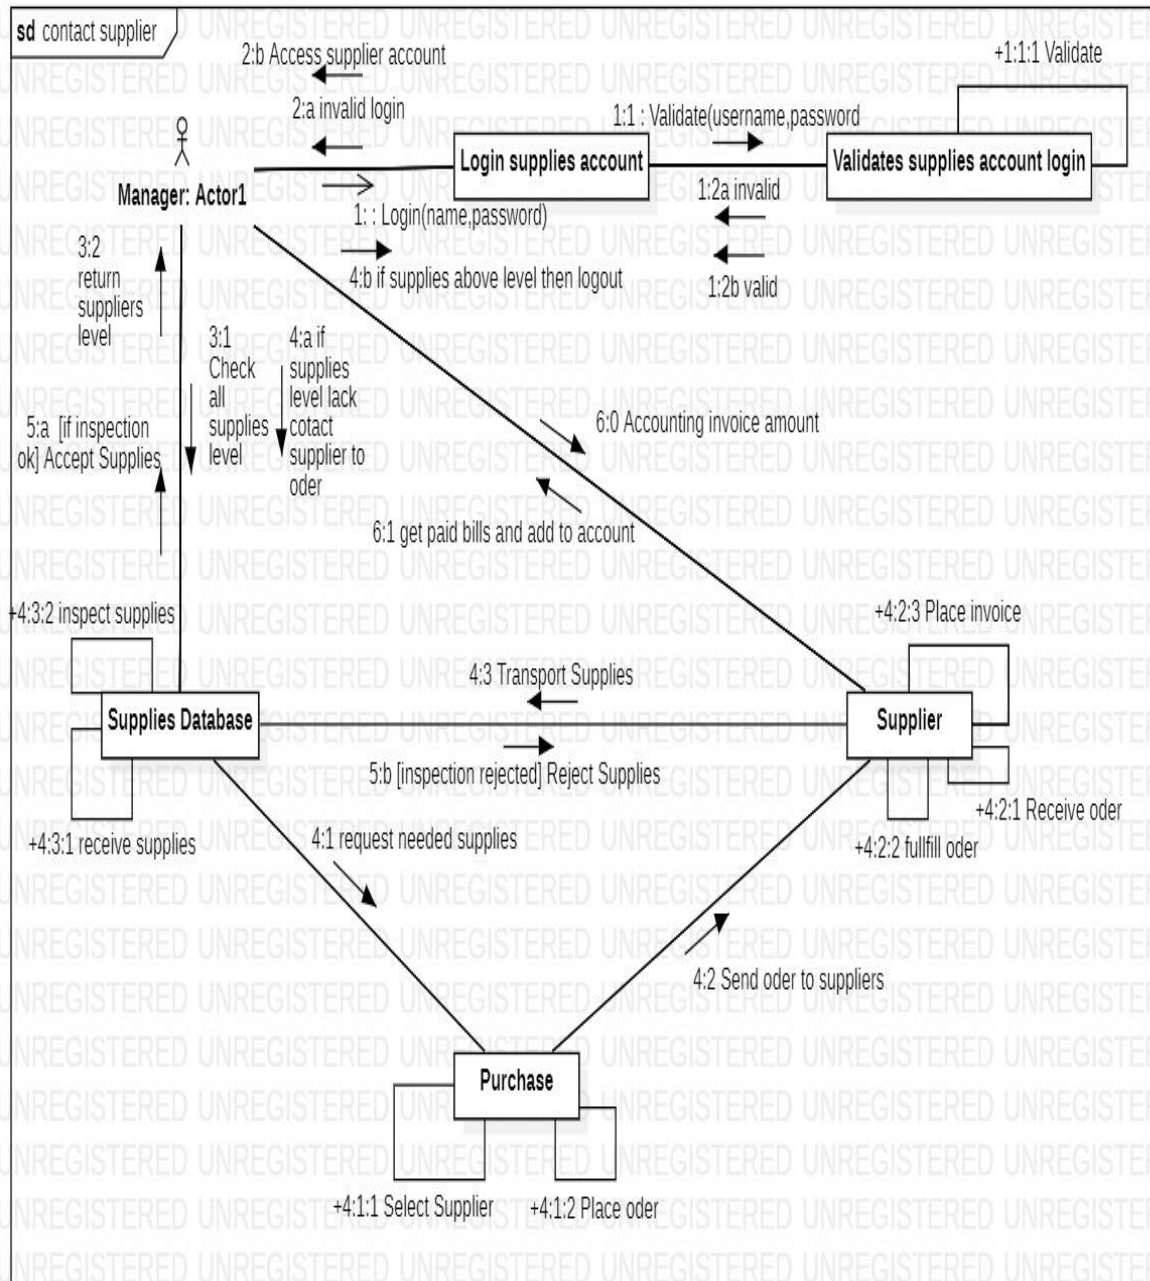 sd contact supplier
2:b Access supplier account
+1:1:1 Validate
2:a invalid login
1:1 : Validate(username,password
Login supplies account
Validates supplies account login
Manager: Actor1
1: : Login(name,password)
1:2a invalid
4:b if supplies above level then logout
1:2b valid
3:2
return
suppliers
level
3:1
Check
all
supplies
level
4:a if
supplies
level lack
cotact
supplier to
oder
5:a [if inspection
ok] Accept Supplies
6:0 Accounting invoice amount
6:1 get paid bills and add to account
+4:3:2 inspect supplies
+4:2:3 Place invoice
4:3 Transport Supplies
Supplies Database
Supplier
5:b [inspection rejected] Reject Supplies
+4:2:1 Receive oder
+4:3:1 receive supplies
4:1 request needed supplies
+4:2:2 fullfill oder
4:2 Send oder to suppliers
Purchase
+4:1:1 Select Supplier
+4:1:2 Place oder
UNREGISTERED